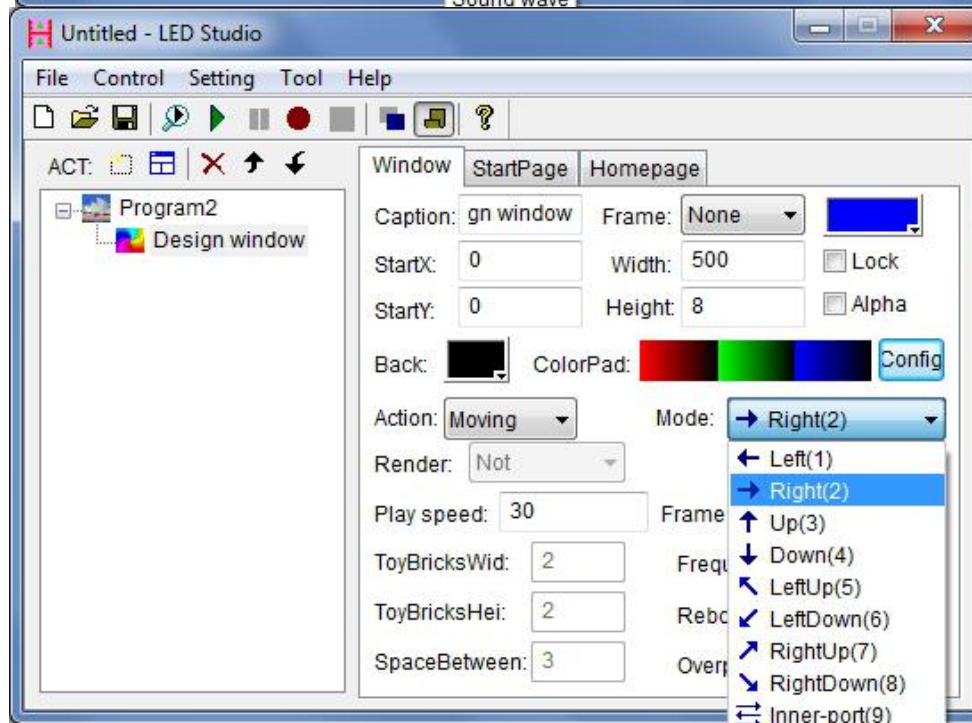 Sound wave
Untitled - LED Studio
File Control Setting Tool Help
ACT:
Window StartPage Homepage
Program2
Design window
Caption: gn window Frame: None
StartX: 0 Width: 500 Lock
StartY: 0 Height: 8 Alpha
Back: ColorPad: Config
Action: Moving Mode: Right(2)
Render: Not
Left(1)
Right(2)
Play speed: 30 Frame
Up(3)
Down(4)
ToyBricksWid: 2 Frequ
LeftUp(5)
ToyBricksHei: 2 Rebo
LeftDown(6)
RightUp(7)
SpaceBetween: 3 Overp
RightDown(8)
Inner-port(9)